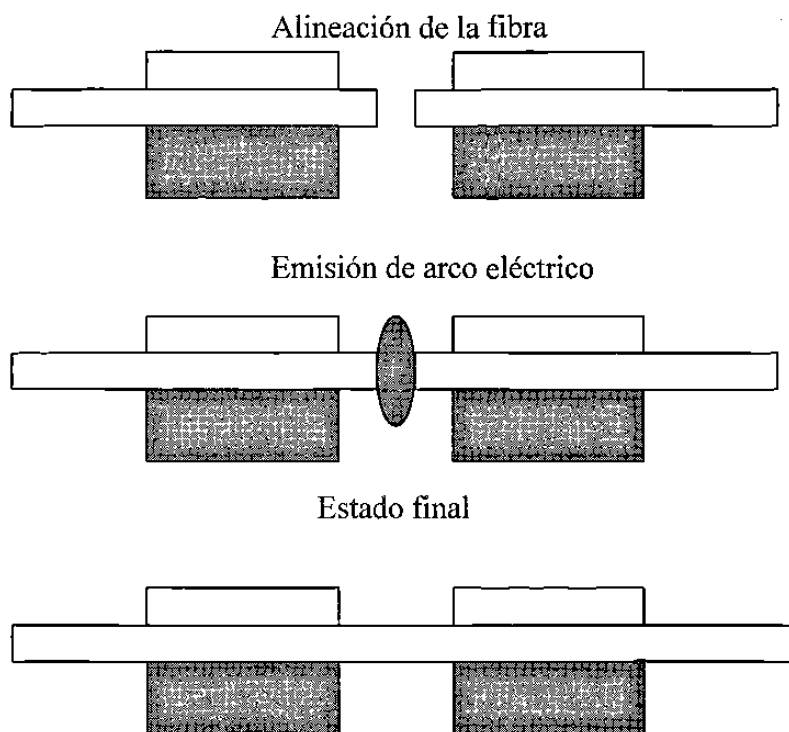 Alineación de la fibra
Emisión de arco eléctrico
Estado final